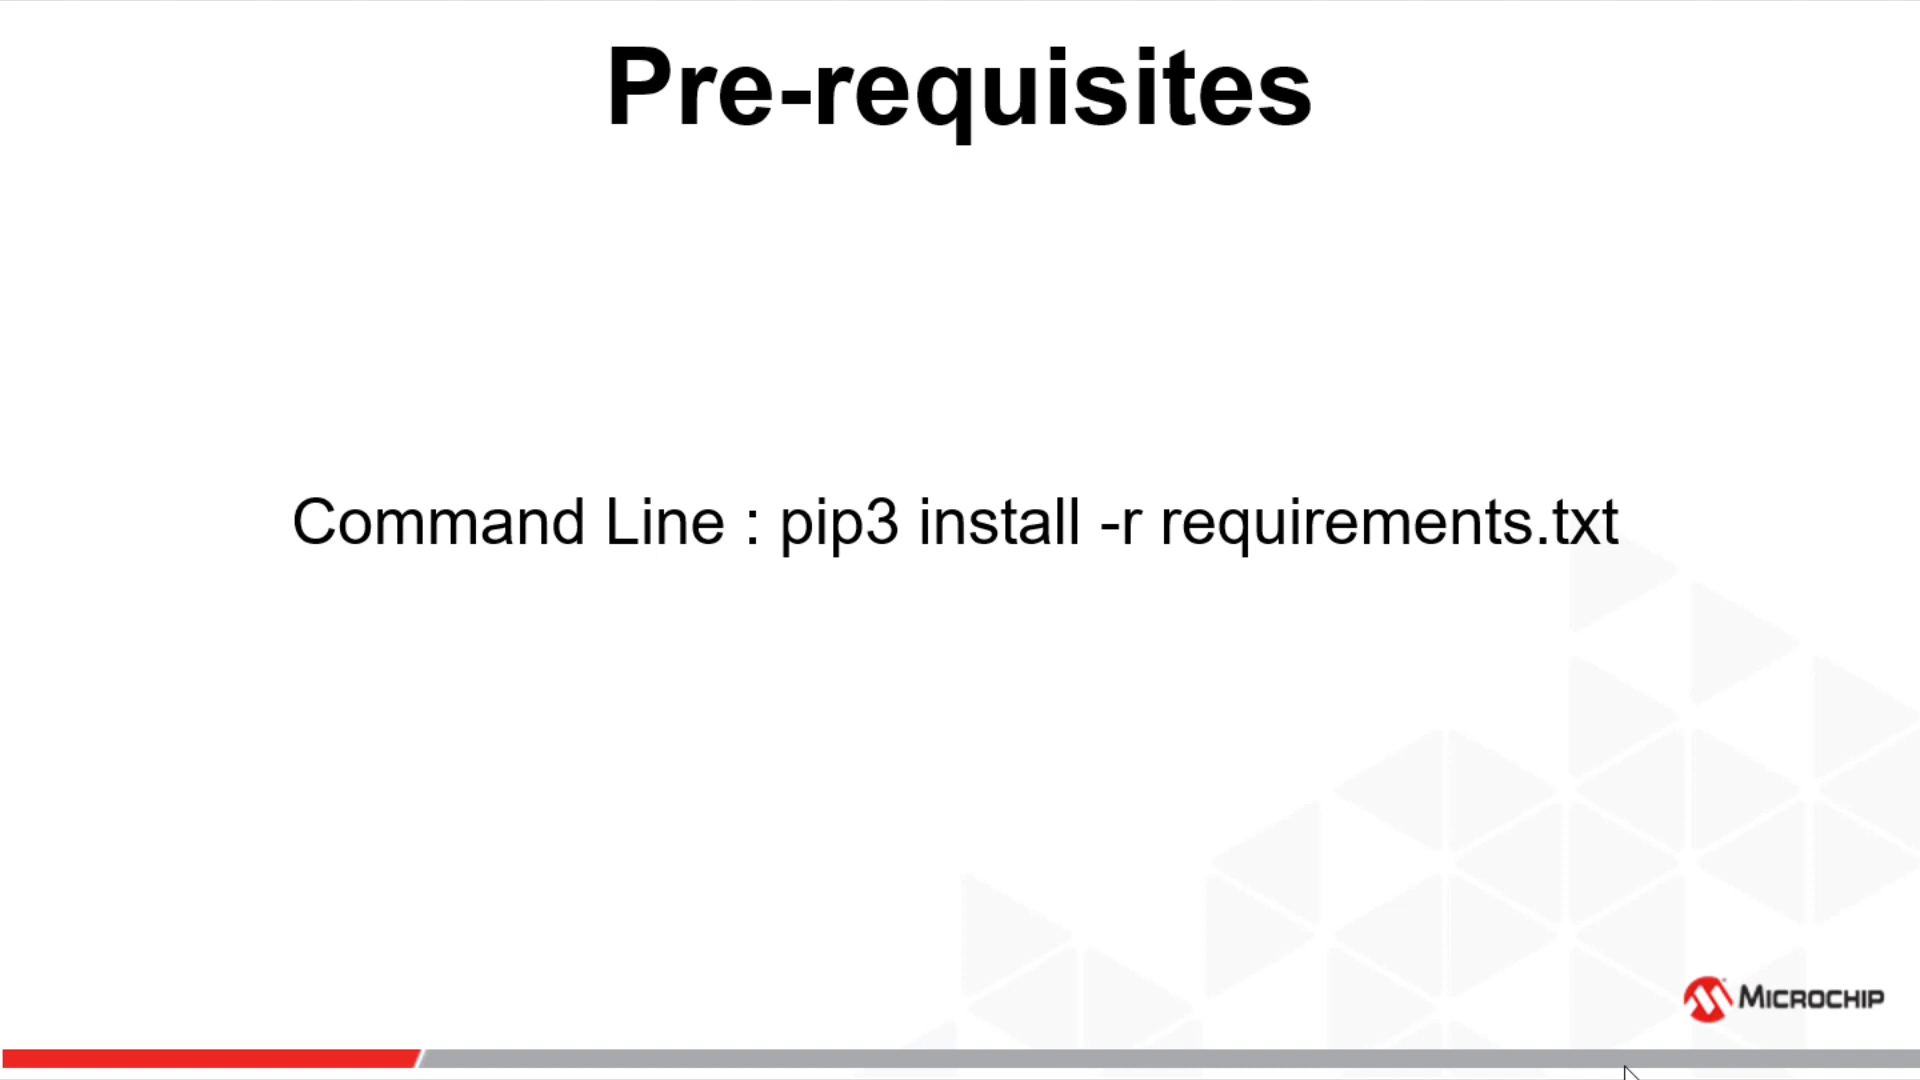 Pre-requisites
Command Line : pip3 install -r requirements.txt
MICROCHIP